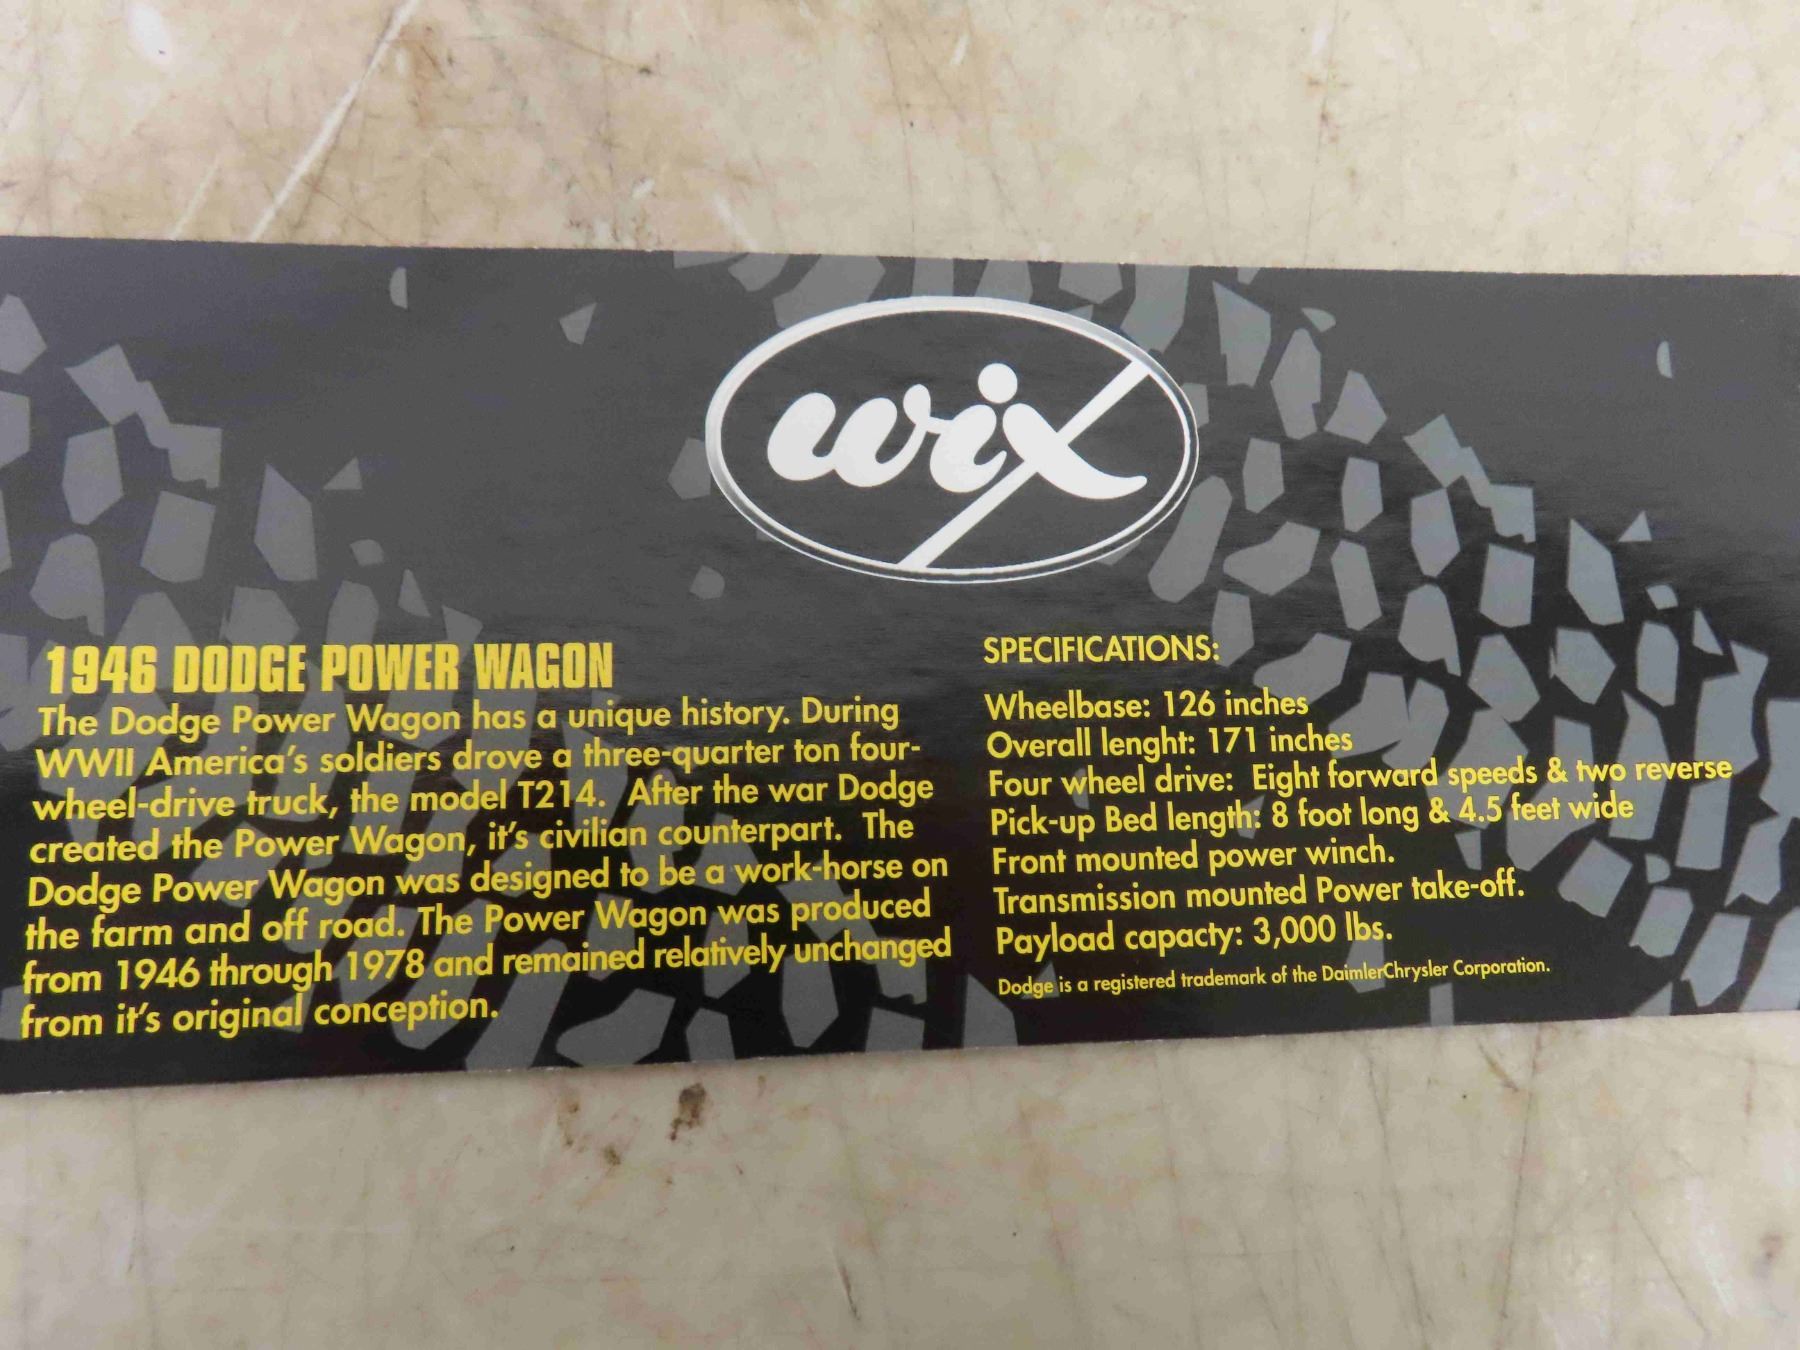 wix
1946 DODGE POWER WAGON
The Dodge Power Wagon has a unique history. During
WWII America's soldiers drove a three-quarter ton four-
wheel-drive truck, the model T214. After the war Dodge
created the Power Wagon, it's civilian counterpart. The
Dodge Power Wagon was designed to be a work-horse on
the farm and off road. The Power Wagon was produced
from 1946 through 1978 and remained relatively unchanged
from it's original conception.
SPECIFICATIONS:
Wheelbase: 126 inches
Overall lenght: 171 inches
Four wheel drive: Eight forward speeds & two reverse
Pick-up Bed length: 8 foot long & 4.5 feet wide
Front mounted power winch.
Transmission mounted Power take-off.
Payload capacty: 3,000 lbs.
Dodge is a registered trademark of the DaimlerChrysler Corporation.